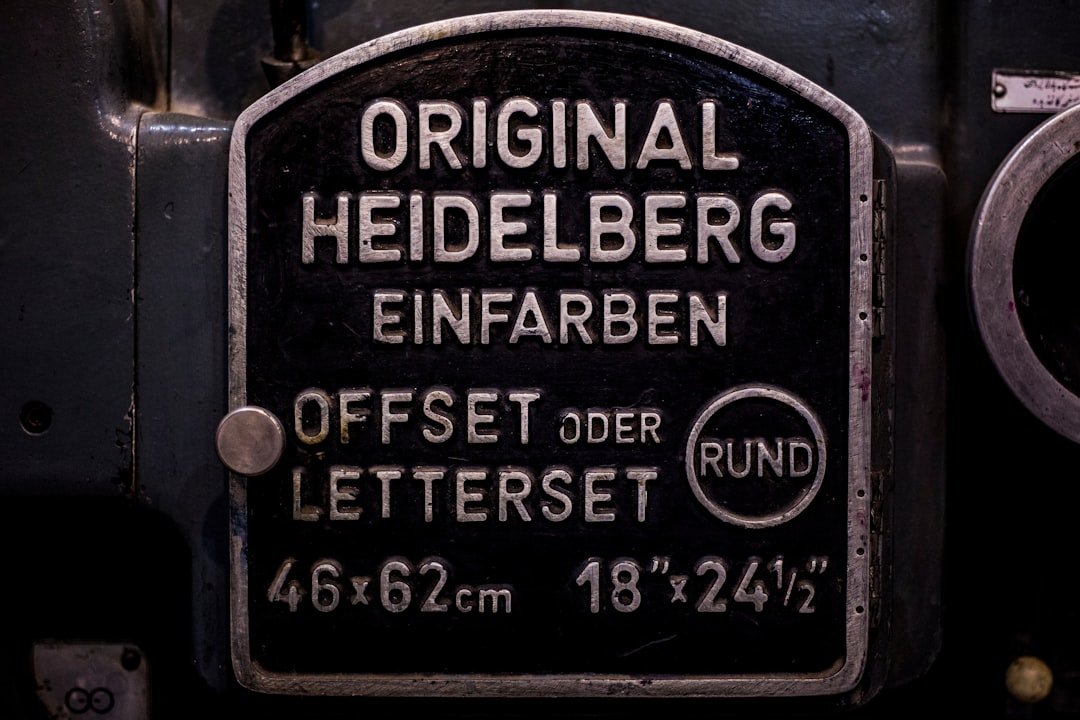 ORIGINAL
HEIDELBERG
EINFARBEN
OFFSET ODER
LETTERSET
RUND
46x62cm 18"x24½"